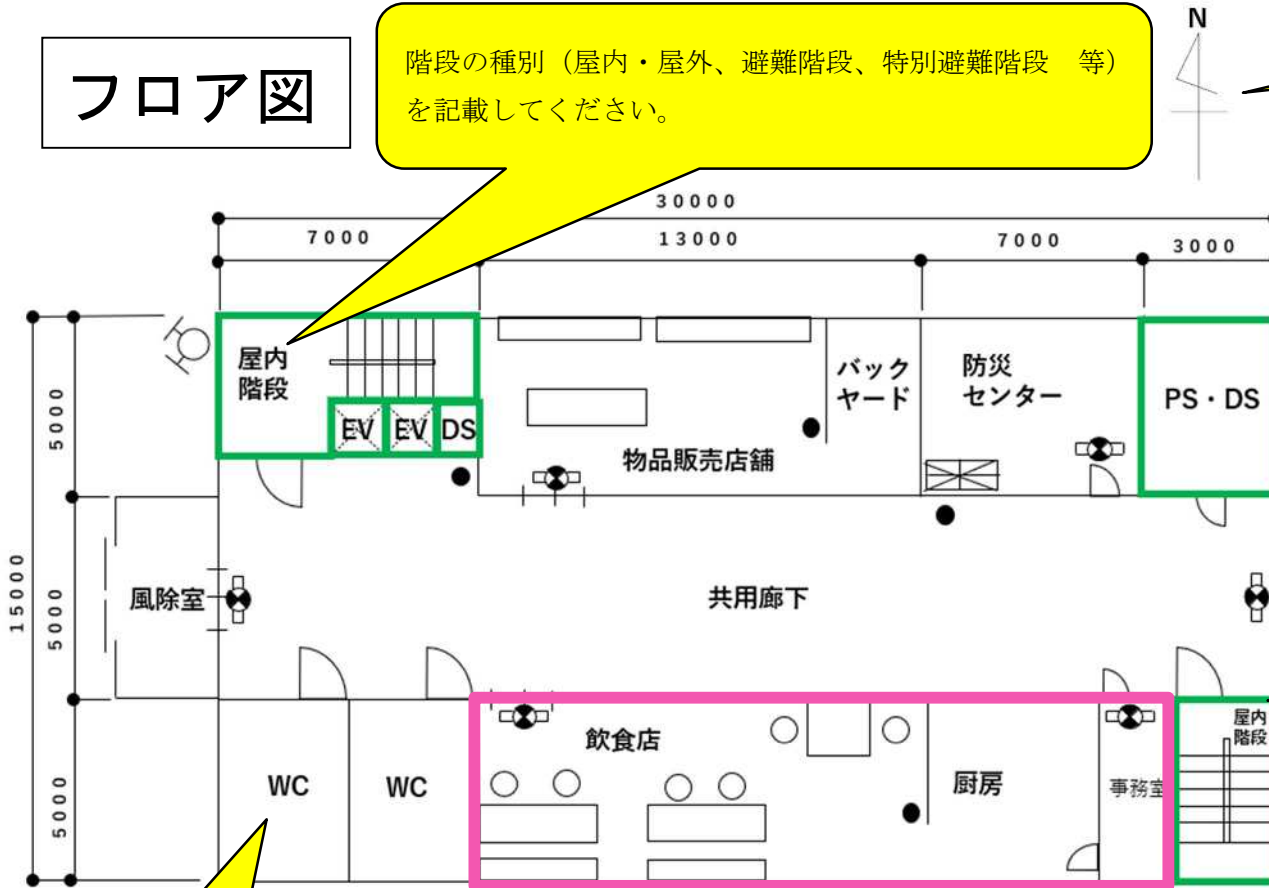 フロア図
階段の種別（屋内・屋外、避難階段、特別避難階段　等）
を記載してください。
N
30000
7000
13000
7000
3000
15000
5000
5000
5000
屋内
階段
EV
EV
DS
物品販売店舗
バック
ヤード
防災
センター
PS・DS
風除室
共用廊下
WC
WC
飲食店
厨房
事務室
屋内
階段